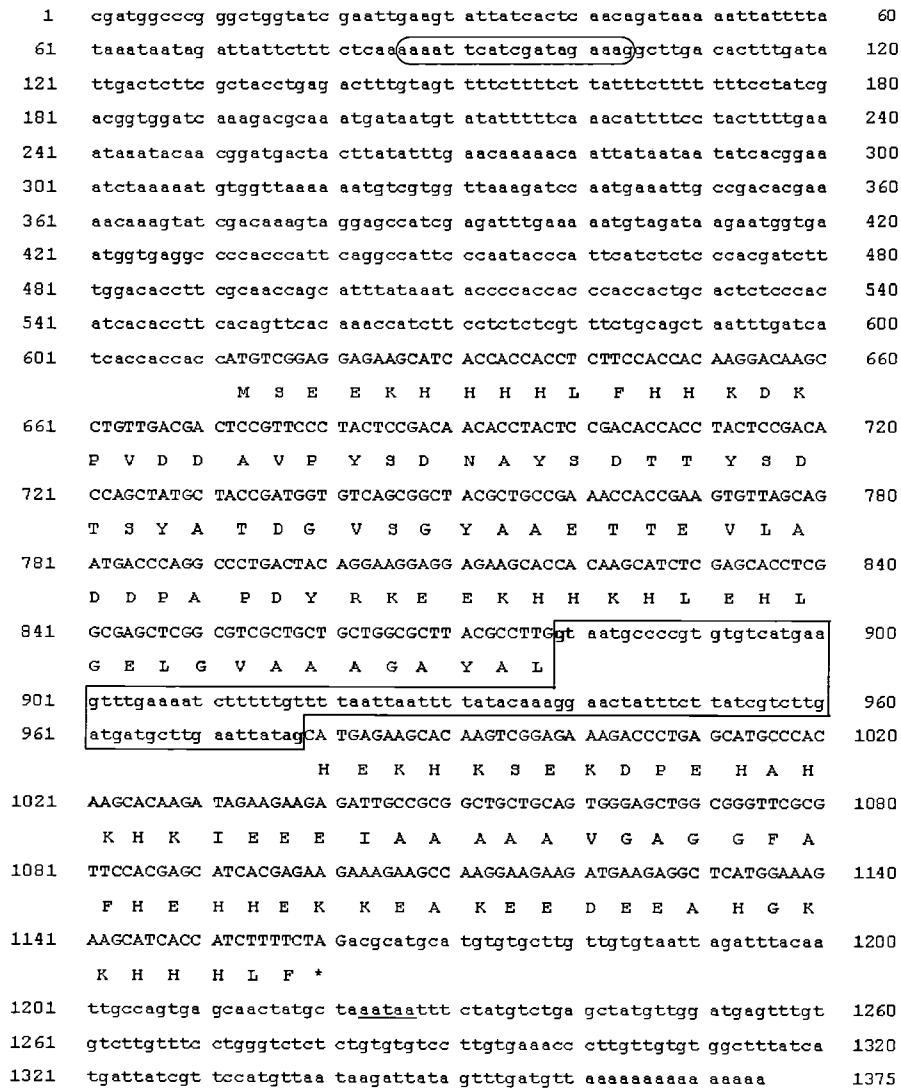 1 cgatggcccg ggctggtatc gaattgaagt attatcactc aacagataaa aattatttta 60
61 taaataatag attattcttt ctcaaaaaat tcatcgatag aaaggcttga cactttgata 120
121 ttgactcttc gctacctgag actttgtagt tttcttttct tatttctttt tttcctatcg 180
181 acggtggatc aaagacgcaa atgataatgt atatttttca aacattttcc tacttttgaa 240
241 ataaatacaa cggatgacta cttatatttg aacaaaaaca attataataa tatcacggaa 300
301 atctaaaaat gtggttaaaa aatgtcgtgg ttaaagatcc aatgaaattg ccgacacgaa 360
361 aacaaagtat cgacaaagta ggagccatcg agatttgaaa aatgtagata agaatggtga 420
421 atggtgaggc cccacccatt caggccattc ccaataccca ttcatctctc ccacgatctt 480
481 tggacacctt cgcaaccagc atttataaat accccaccac ccaccactgc actctcccac 540
541 atcacacctt cacagttcac aaaccatctt cctctctcgt ttctgcagct aatttgatca 600
601 tcaccaccac cATGTCGGAG GAGAAGCATC ACCACCACCT CTTCCACCAC AAGGACAAGC 660
M S E E K H H H L F H H K D K
661 CTGTTGACGA CTCCGTTCCC TACTCCGACA ACACCTACTC CGACACCACC TACTCCGACA 720
P V D D A V P Y S D N A Y S D T T Y S D
721 CCAGCTATGC TACCGATGGT GTCAGCGGCT ACGCTGCCGA AACCACCGAA GTGTTAGCAG 780
T S Y A T D G V S G Y A A E T T E V L A
781 ATGACCCAGG CCCTGACTAC AGGAAGGAGG AGAAGCACCA CAAGCATCTC GAGCACCTCG 840
D D P A P D Y R K E E K H H K H L E H L
841 GCGAGCTCGG CGTCGCTGCT GCTGGCGCTT ACGCCTTGgt aatgccccgt gtgtcatgaa 900
G E L G V A A A G A Y A L
901 gtttgaaaat ctttttgttt ttaattaattt tatacaaagg aactatttct tatcgtcttg 960
961 atgatgcttg aattatagCA TGAGAAGCAC AAGTCGGAGA AAGACCCTGA GCATGCCCAC 1020
H E K H K S E K D P E H A H
1021 AAGCACAAGA TAGAAGAAGA GATTGCCGCG GCTGCTGCAG TGGGAGCTGG CGGGTTCGCG 1080
K H K I E E E I A A A A A V G A G G F A
1081 TTCCACGAGC ATCACGAGAA GAAAGAAGCC AAGGAAGAAG ATGAAGAGGC TCATGGAAAG 1140
F H E H H E K K E A K E E D E E A H G K
1141 AAGCATCACC ATCTTTTCTA GacgcatgcA tgtgtgcttg ttgtgtaatt agatttacaa 1200
K H H H L F *
1201 ttgccagtga gcaactatgc taaataattt ctatgtctga gctatgttgg atgagtttgt 1260
1261 gtcttgtttc ctgggtctct ctgtgtgtcc ttgtgaaacc cttgttgtgt ggctttatca 1320
1321 tgattatcgt tccatgttaa taagattata gtttgatgtt aaaaaaaaaa aaaaa 1375